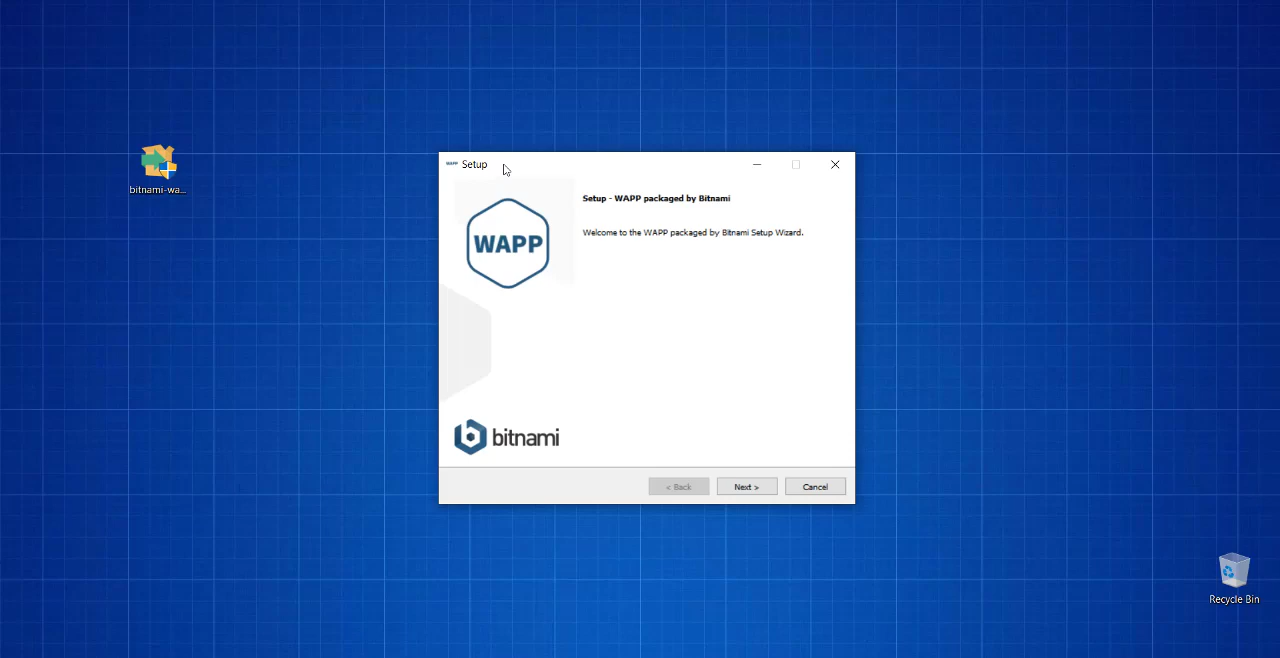 bitnami-wa...
WAPP Setup
Setup - WAPP packaged by Bitnami
WAPP
Welcome to the WAPP packaged by Bitnami Setup Wizard.
bitnami
< Back Next > Cancel
Recycle Bin